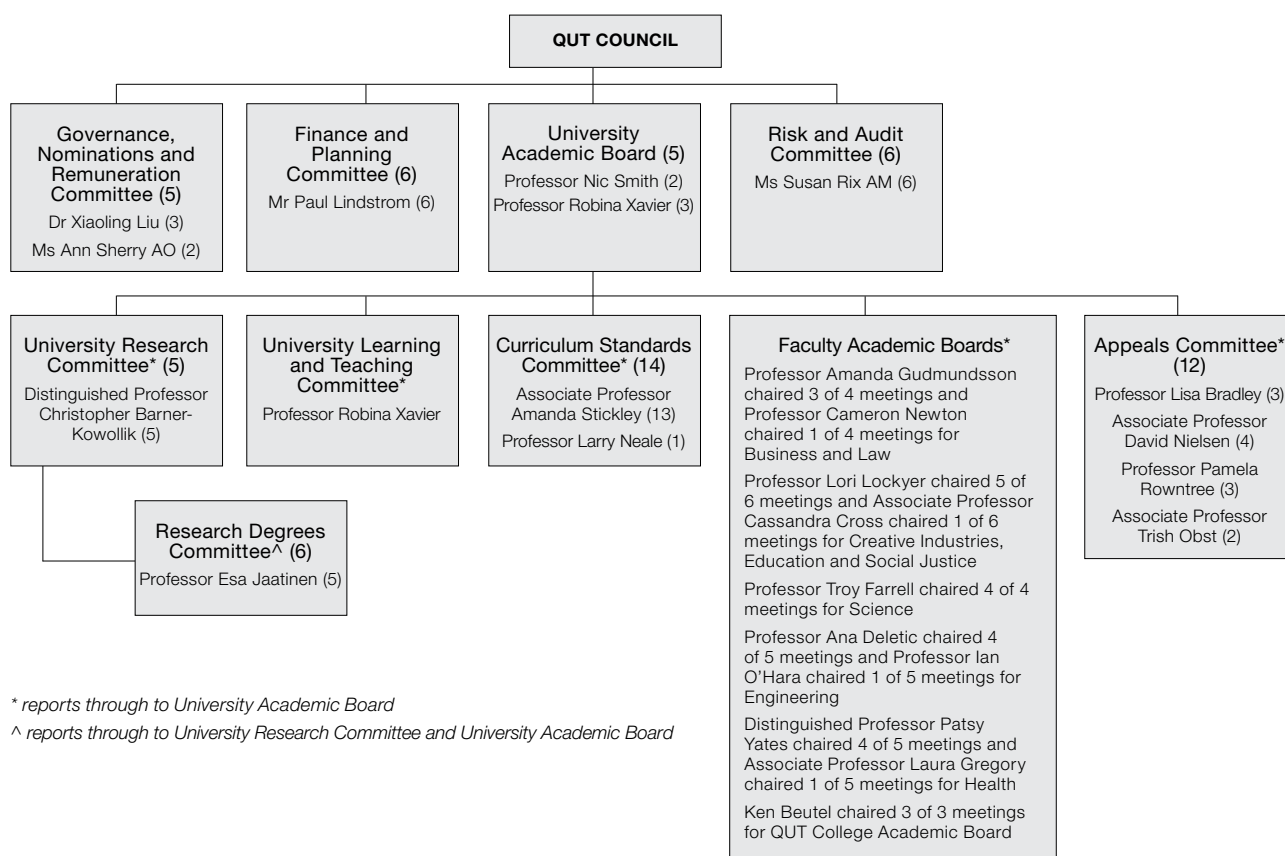 QUT COUNCIL
Governance,
Nominations and
Remuneration
Committee (5)
Dr Xiaoling Liu (3)
Ms Ann Sherry AO (2)
Finance and
Planning
Committee (6)
Mr Paul Lindstrom (6)
University
Academic Board (5)
Professor Nic Smith (2)
Professor Robina Xavier (3)
Risk and Audit
Committee (6)
Ms Susan Rix AM (6)
University Research
Committee* (5)
Distinguished Professor
Christopher Barner-
Kowollik (5)
University Learning
and Teaching
Committee*
Professor Robina Xavier
Curriculum Standards
Committee* (14)
Associate Professor
Amanda Stickley (13)
Professor Larry Neale (1)
Faculty Academic Boards*
Professor Amanda Gudmundsson
chaired 3 of 4 meetings and
Professor Cameron Newton
chaired 1 of 4 meetings for
Business and Law
Professor Lori Lockyer chaired 5 of
6 meetings and Associate Professor
Cassandra Cross chaired 1 of 6
meetings for Creative Industries,
Education and Social Justice
Professor Troy Farrell chaired 4 of 4
meetings for Science
Professor Ana Deletic chaired 4
of 5 meetings and Professor Ian
O'Hara chaired 1 of 5 meetings for
Engineering
Distinguished Professor Patsy
Yates chaired 4 of 5 meetings and
Associate Professor Laura Gregory
chaired 1 of 5 meetings for Health
Ken Beutel chaired 3 of 3 meetings
for QUT College Academic Board
Appeals Committee*
(12)
Professor Lisa Bradley (3)
Associate Professor
David Nielsen (4)
Professor Pamela
Rowntree (3)
Associate Professor
Trish Obst (2)
Research Degrees
Committee^ (6)
Professor Esa Jaatinen (5)
* reports through to University Academic Board
^ reports through to University Research Committee and University Academic Board